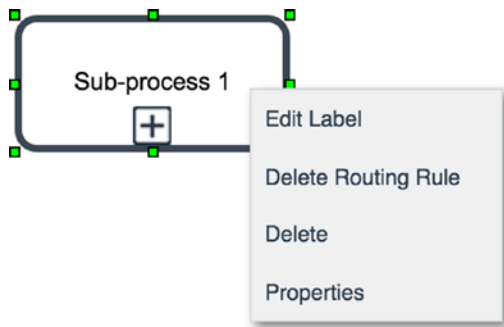 Sub-process 1
Edit Label
Delete Routing Rule
Delete
Properties